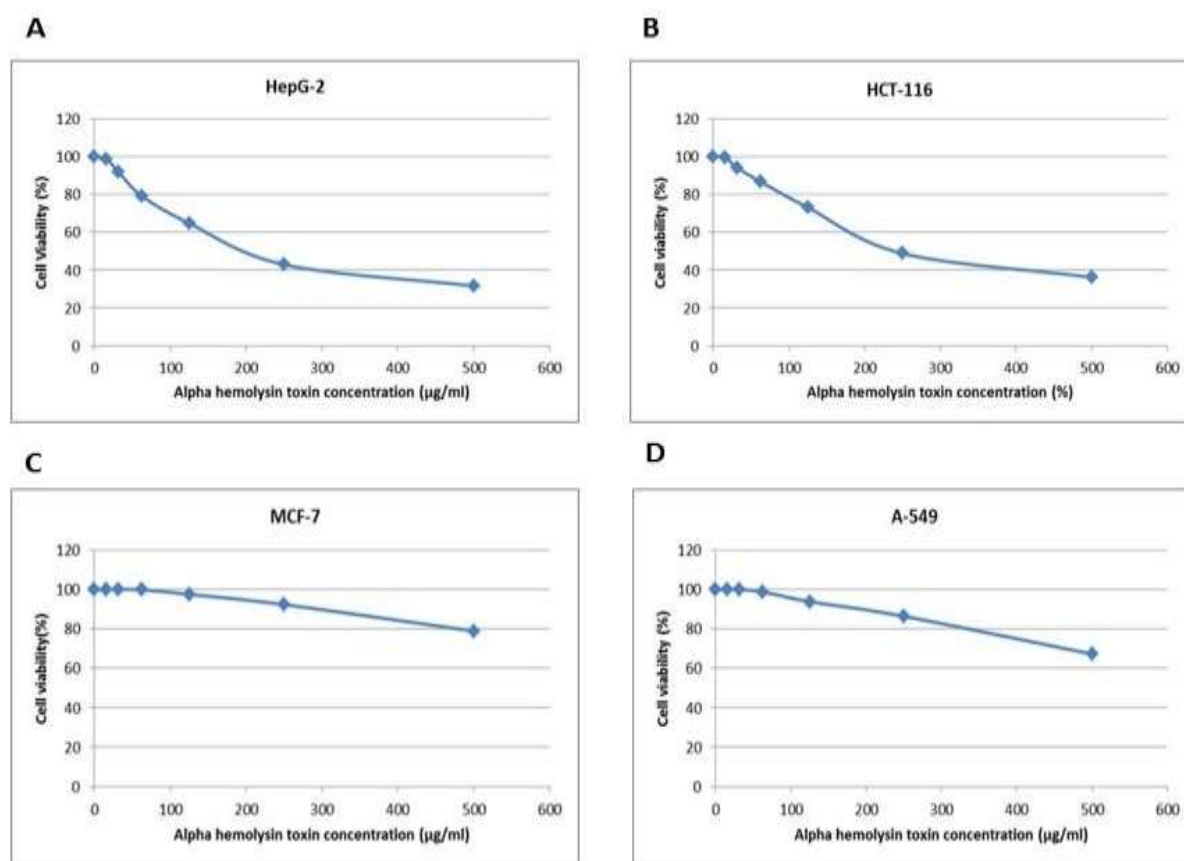 A
HepG-2
120
100
80
60
40
20
0
Cell Viability (%)
0 100 200 300 400 500 600
Alpha hemolysin toxin concentration (µg/ml)
B
HCT-116
120
100
80
60
40
20
0
Cell viability (%)
0 100 200 300 400 500 600
Alpha hemolysin toxin concentration (%)
C
MCF-7
120
100
80
60
40
20
0
Cell viability(%)
0 100 200 300 400 500 600
Alpha hemolysin toxin concentration (µg/ml)
D
A-549
120
100
80
60
40
20
0
Cell viability (%)
0 100 200 300 400 500 600
Alpha hemolysin toxin concentration (µg/ml)